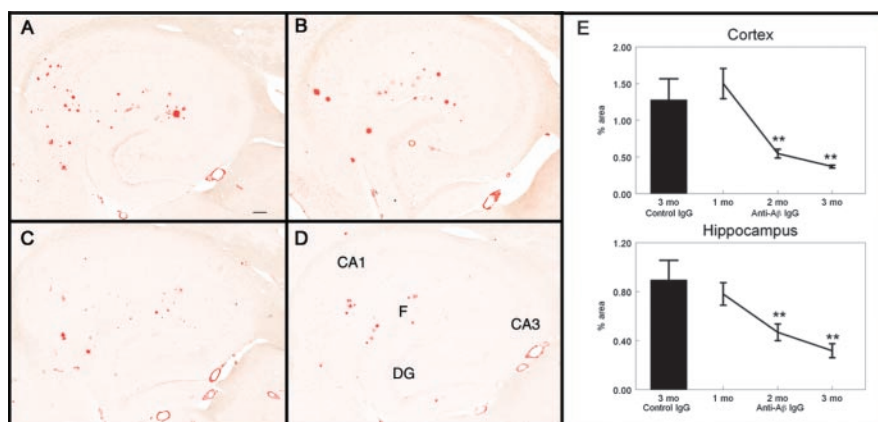 A
B
C
D
CA1
F
CA3
DG
E
Cortex
% area
2.00
1.50
1.00
0.50
0.00
**
**
3 mo 1 mo 2 mo 3 mo
Control IgG Anti-Aβ IgG
Hippocampus
% area
1.20
0.80
0.40
0.00
**
**
3 mo 1 mo 2 mo 3 mo
Control IgG Anti-Aβ IgG